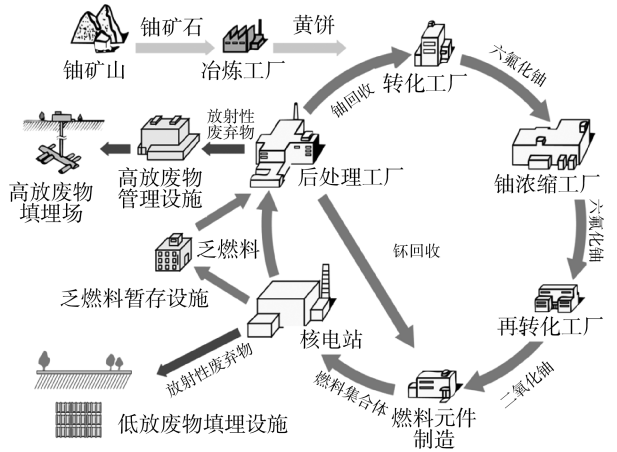 铀矿石
黄饼
铀矿山
冶炼工厂
转化工厂
六氟化铀
铀回收
放射性
废弃物
高放废物
填埋场
高放废物
管理设施
后处理工厂
铀浓缩工厂
六氟化铀
乏燃料
钚回收
乏燃料暂存设施
核电站
再转化工厂
放射性废弃物
燃料集合体
二氧化铀
燃料元件
制造
低放废物填埋设施